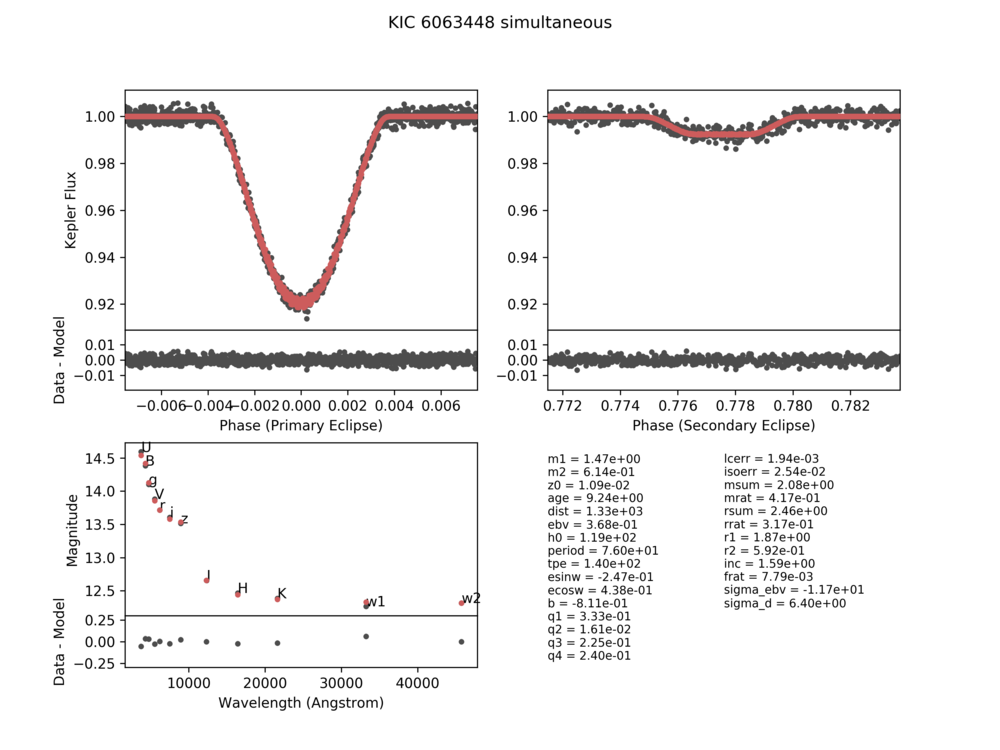 KIC 6063448 simultaneous
1.00
0.98
0.96
0.94
0.92
Kepler Flux
0.01
0.00
−0.01
Data - Model
−0.006 −0.004 −0.002 0.000 0.002 0.004 0.006
Phase (Primary Eclipse)
1.00
0.98
0.96
0.94
0.92
0.01
0.00
−0.01
0.772 0.774 0.776 0.778 0.780 0.782
Phase (Secondary Eclipse)
14.5
14.0
13.5
13.0
12.5
Magnitude
U
B
g
V
r
i
z
J
H
K
w1
w2
0.25
0.00
−0.25
Data - Model
10000 20000 30000 40000
Wavelength (Angstrom)
m1 = 1.47e+00
m2 = 6.14e-01
z0 = 1.09e-02
age = 9.24e+00
dist = 1.33e+03
ebv = 3.68e-01
h0 = 1.19e+02
period = 7.60e+01
tpe = 1.40e+02
esinw = -2.47e-01
ecosw = 4.38e-01
b = -8.11e-01
q1 = 3.33e-01
q2 = 1.61e-02
q3 = 2.25e-01
q4 = 2.40e-01
lcerr = 1.94e-03
isoerr = 2.54e-02
msum = 2.08e+00
mrat = 4.17e-01
rsum = 2.46e+00
rrat = 3.17e-01
r1 = 1.87e+00
r2 = 5.92e-01
inc = 1.59e+00
frat = 7.79e-03
sigma_ebv = -1.17e+01
sigma_d = 6.40e+00